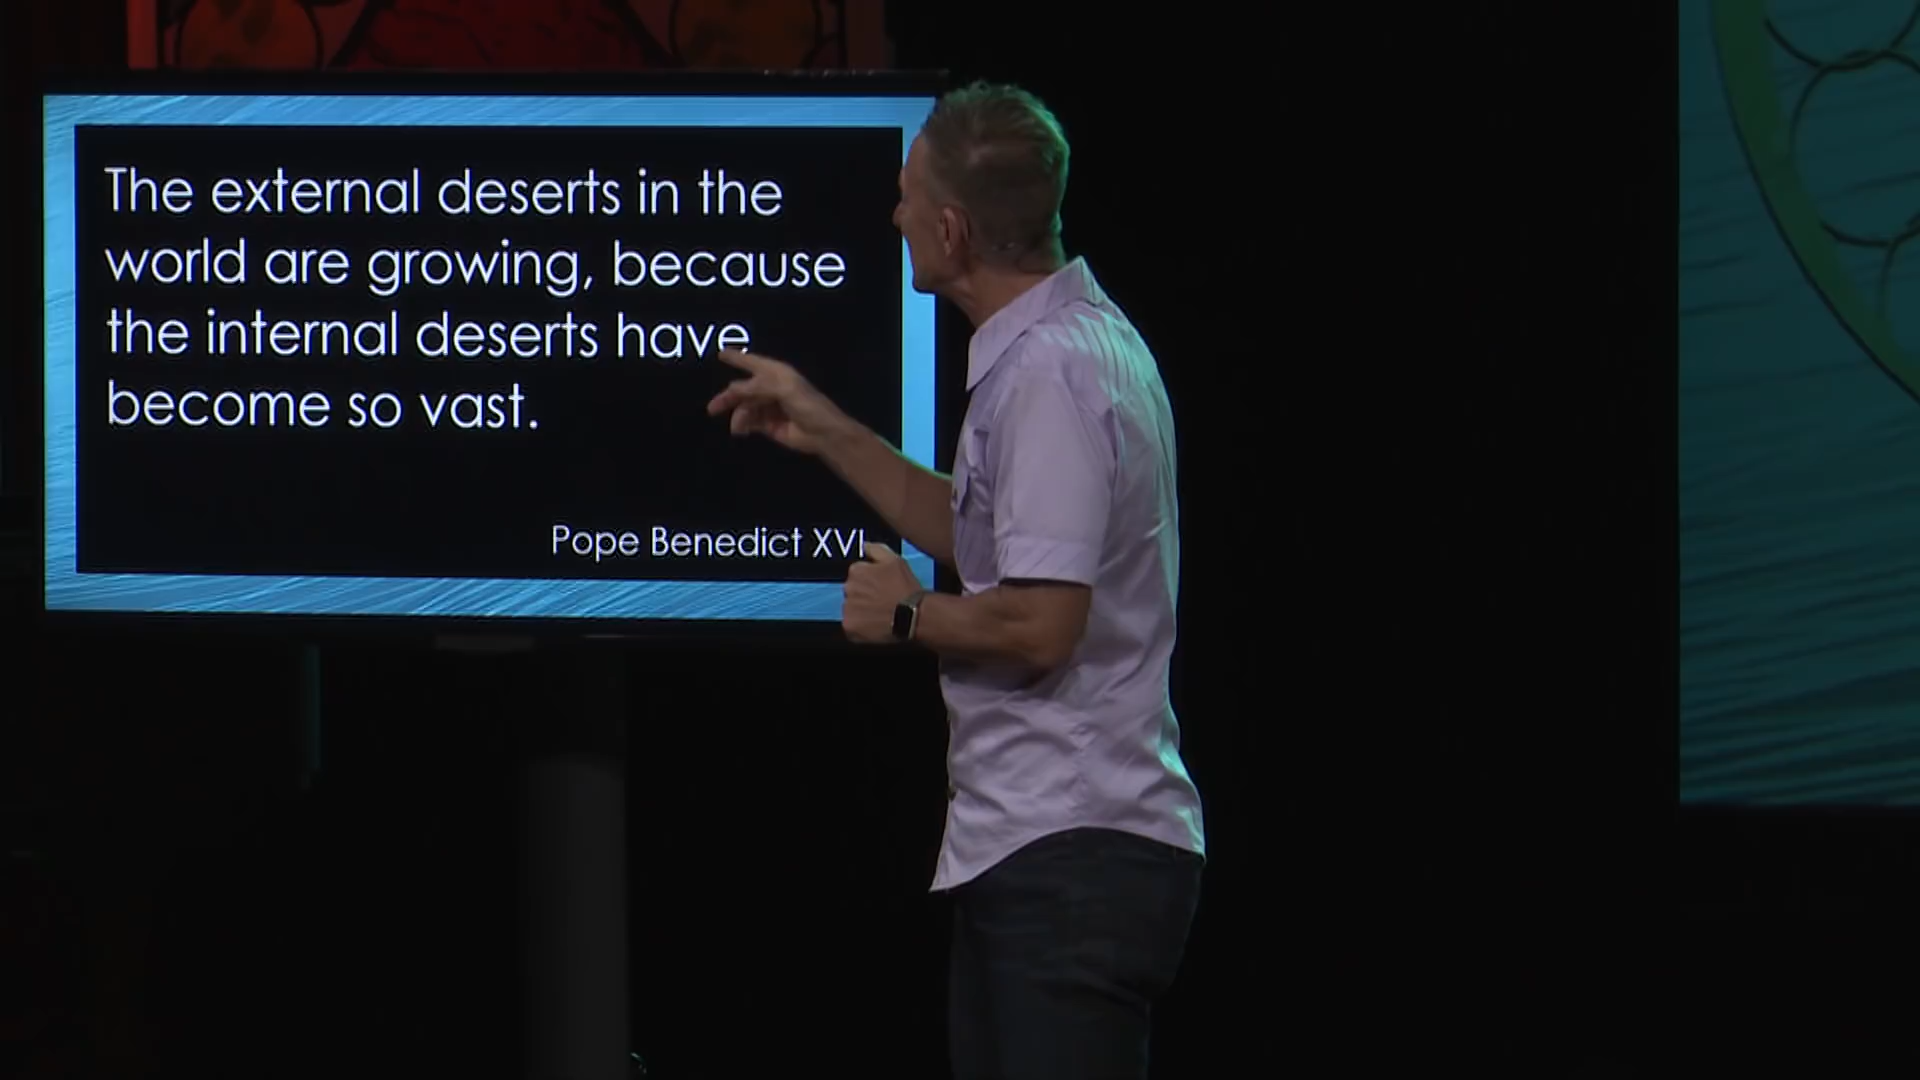 The external deserts in the
world are growing, because
the internal deserts have
become so vast.
Pope Benedict XVI